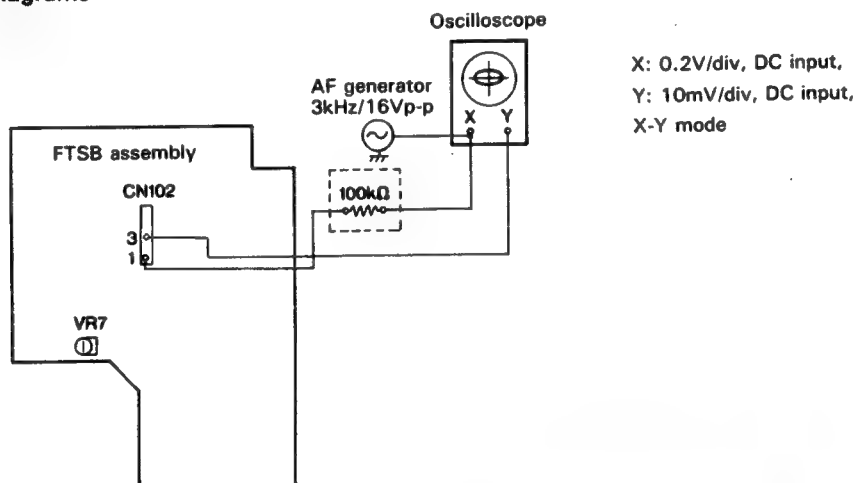 Oscilloscope
X: 0.2V/div, DC input,
Y: 10mV/div, DC input,
X-Y mode
AF generator
3kHz/16Vp-p
X Y
FTSB assembly
100kΩ
CN102
3
1
VR7